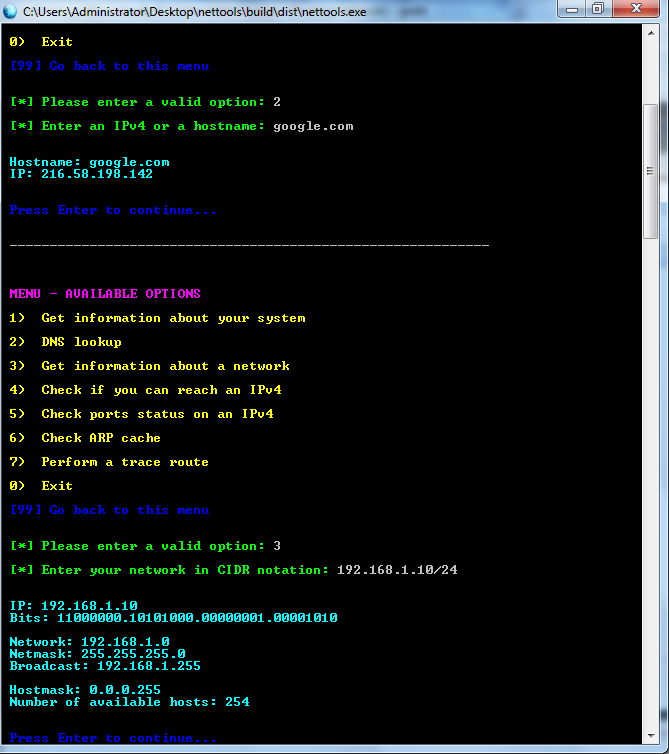 C:\Users\Administrator\Desktop\nettools\build\dist\nettools.exe
0)  Exit
[99] Go back to this menu
[*] Please enter a valid option: 2
[*] Enter an IPv4 or a hostname: google.com
Hostname: google.com
IP: 216.58.198.142
Press Enter to continue...
____________________________________________________________
MENU - AVAILABLE OPTIONS
1)  Get information about your system
2)  DNS lookup
3)  Get information about a network
4)  Check if you can reach an IPv4
5)  Check ports status on an IPv4
6)  Check ARP cache
7)  Perform a trace route
0)  Exit
[99] Go back to this menu
[*] Please enter a valid option: 3
[*] Enter your network in CIDR notation: 192.168.1.10/24
IP: 192.168.1.10
Bits: 11000000.10101000.00000001.00001010
Network: 192.168.1.0
Netmask: 255.255.255.0
Broadcast: 192.168.1.255
Hostmask: 0.0.0.255
Number of available hosts: 254
Press Enter to continue...